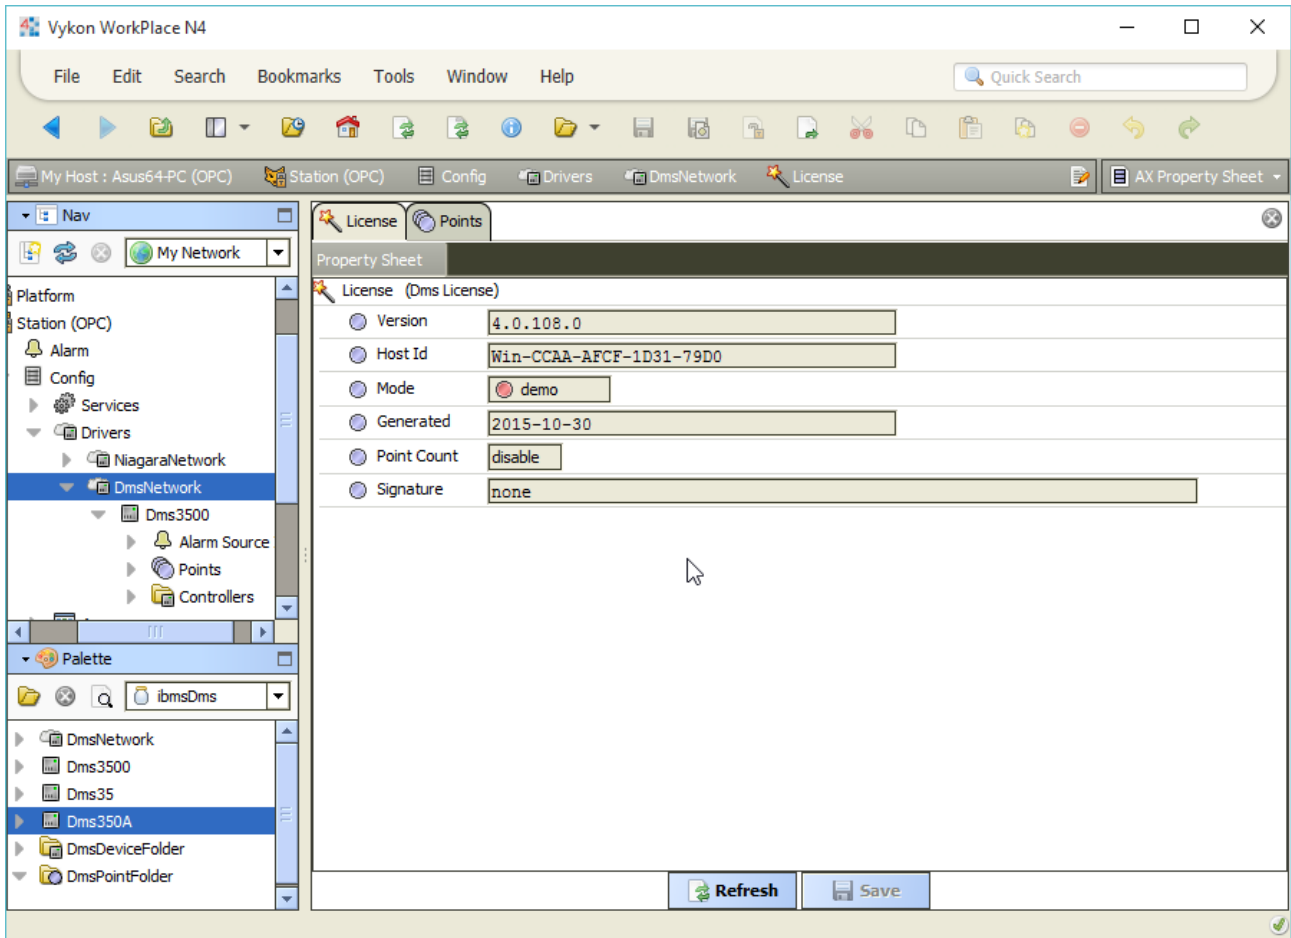 Vykon WorkPlace N4
File Edit Search Bookmarks Tools Window Help Quick Search
My Host : Asus64-PC (OPC) Station (OPC) Config Drivers DmsNetwork License AX Property Sheet
Nav
My Network
Platform
Station (OPC)
Alarm
Config
Services
Drivers
NiagaraNetwork
DmsNetwork
Dms3500
Alarm Source
Points
Controllers
Palette
ibmsDms
DmsNetwork
Dms3500
Dms35
Dms350A
DmsDeviceFolder
DmsPointFolder
License Points
Property Sheet
License (Dms License)
Version 4.0.108.0
Host Id Win-CCAA-AFCF-1D31-79D0
Mode demo
Generated 2015-10-30
Point Count disable
Signature none
Refresh Save